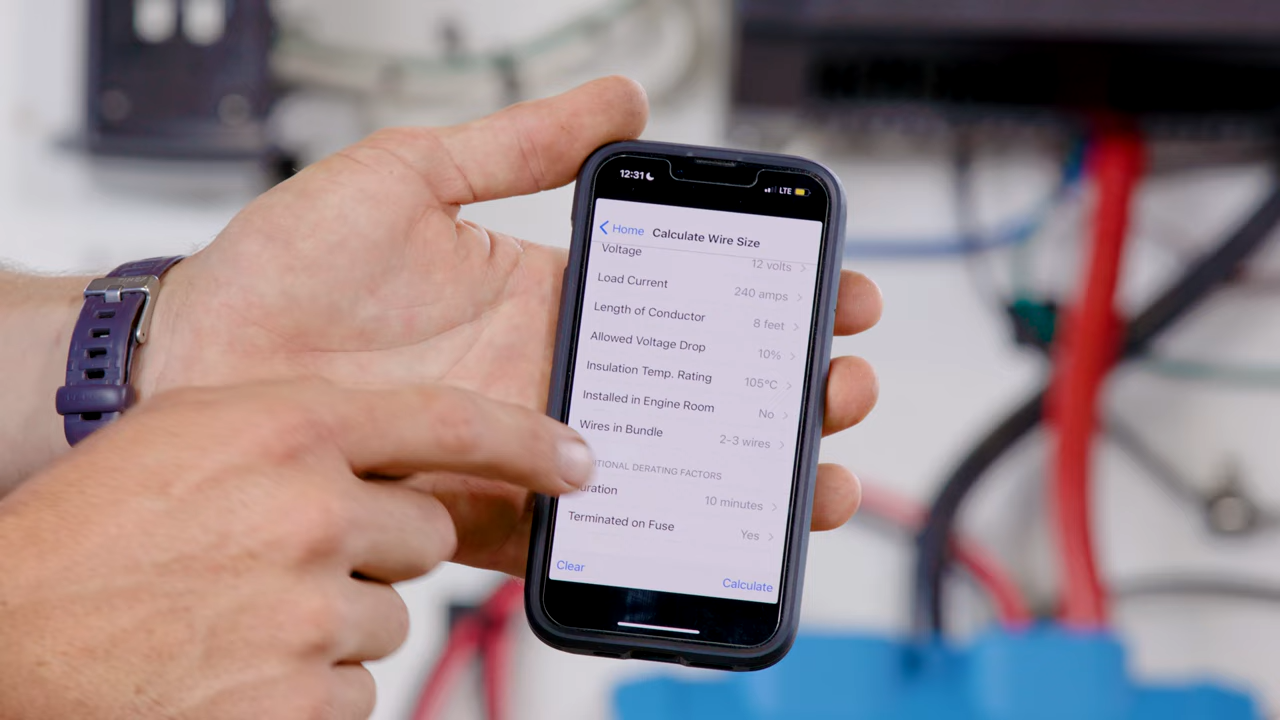 12:31 LTE
Home Calculate Wire Size
Voltage 12 volts
Load Current 240 amps
Length of Conductor 8 feet
Allowed Voltage Drop 10%
Insulation Temp. Rating 105°C
Installed in Engine Room No
Wires in Bundle 2-3 wires
ITIONAL DERATING FACTORS
uration 10 minutes
Terminated on Fuse Yes
Clear Calculate